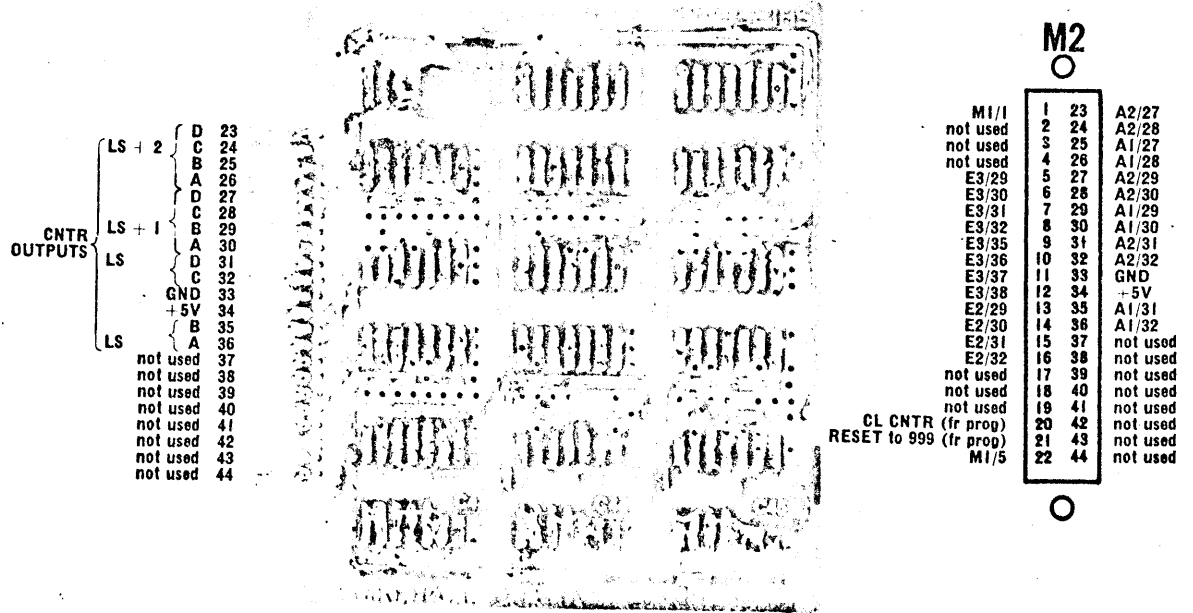 LS + 2
D 23
C 24
B 25
A 26
LS + 1
D 27
C 28
B 29
A 30
LS
D 31
C 32
GND 33
+5V 34
LS
B 35
A 36
CNTR
OUTPUTS
not used 37
not used 38
not used 39
not used 40
not used 41
not used 42
not used 43
not used 44
M2
M1/1 1 23 A2/27
not used 2 24 A2/28
not used 3 25 A1/27
not used 4 26 A1/28
E3/29 5 27 A2/29
E3/30 6 28 A2/30
E3/31 7 29 A1/29
E3/32 8 30 A1/30
E3/35 9 31 A2/31
E3/36 10 32 A2/32
E3/37 11 33 GND
E3/38 12 34 +5V
E2/29 13 35 A1/31
E2/30 14 36 A1/32
E2/31 15 37 not used
E2/32 16 38 not used
not used 17 39 not used
not used 18 40 not used
not used 19 41 not used
CL CNTR (fr prog) 20 42 not used
RESET to 999 (fr prog) 21 43 not used
M1/5 22 44 not used